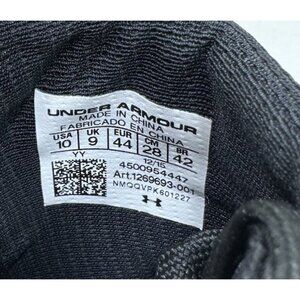 UNDER ARMOUR
MADE IN CHINA
FABRICADO EN CHINA
USA UK EUR CM BR
10 9 44 28 42
YY 12/15
4500954447
Art.1269693-001
NMQQVPK601227